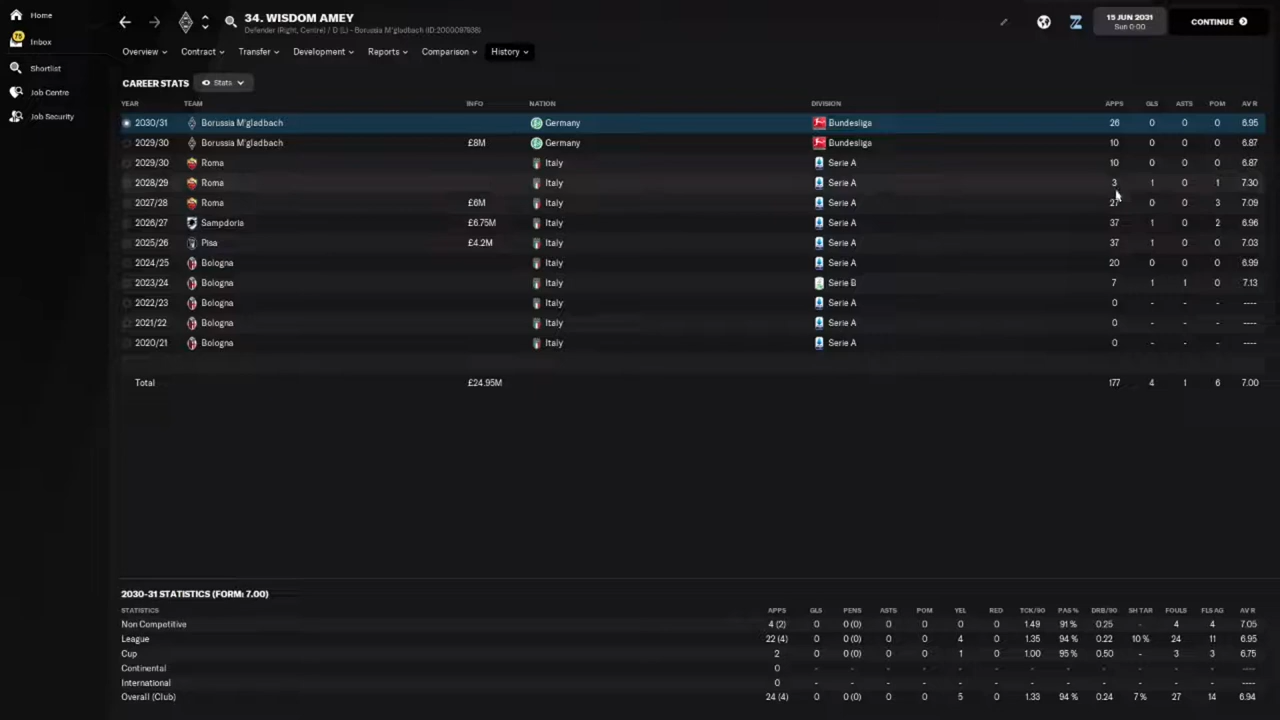 Home
75
Inbox
Shortlist
Job Centre
Job Security
34. WISDOM AMEY
Defender (Right, Centre) / D (L) - Borussia M'gladbach (ID:2000097936)
15 JUN 2031
Sun 0:00
CONTINUE
Overview Contract Transfer Development Reports Comparison History
CAREER STATS Stats
YEAR TEAM INFO NATION DIVISION APPS GLS ASTS POM AV R
2030/31 Borussia M'gladbach Germany Bundesliga 26 0 0 0 6.95
2029/30 Borussia M'gladbach £8M Germany Bundesliga 10 0 0 0 6.87
2029/30 Roma Italy Serie A 10 0 0 0 6.87
2028/29 Roma Italy Serie A 3 1 0 1 7.30
2027/28 Roma £6M Italy Serie A 27 0 0 3 7.09
2026/27 Sampdoria £6.75M Italy Serie A 37 1 0 2 6.96
2025/26 Pisa £4.2M Italy Serie A 37 1 0 0 7.03
2024/25 Bologna Italy Serie A 20 0 0 0 6.99
2023/24 Bologna Italy Serie B 7 1 1 0 7.13
2022/23 Bologna Italy Serie A 0 - - - ----
2021/22 Bologna Italy Serie A 0 - - - ----
2020/21 Bologna Italy Serie A 0 - - - ----
Total £24.95M 177 4 1 6 7.00
2030-31 STATISTICS (FORM: 7.00)
STATISTICS APPS GLS PENS ASTS POM YEL RED TCK/90 PAS % DRB/90 SH TAR FOULS FLS AG AV R
Non Competitive 4 (2) 0 0 (0) 0 0 0 0 1.49 91 % 0.25 - 4 4 7.05
League 22 (4) 0 0 (0) 0 0 4 0 1.35 94 % 0.22 10 % 24 11 6.95
Cup 2 0 0 (0) 0 0 1 0 1.00 95 % 0.50 - 3 3 6.75
Continental 0 - - - - - - - - - - - - ----
International 0 - - - - - - - - - - - - ----
Overall (Club) 24 (4) 0 0 (0) 0 0 5 0 1.33 94 % 0.24 7 % 27 14 6.94